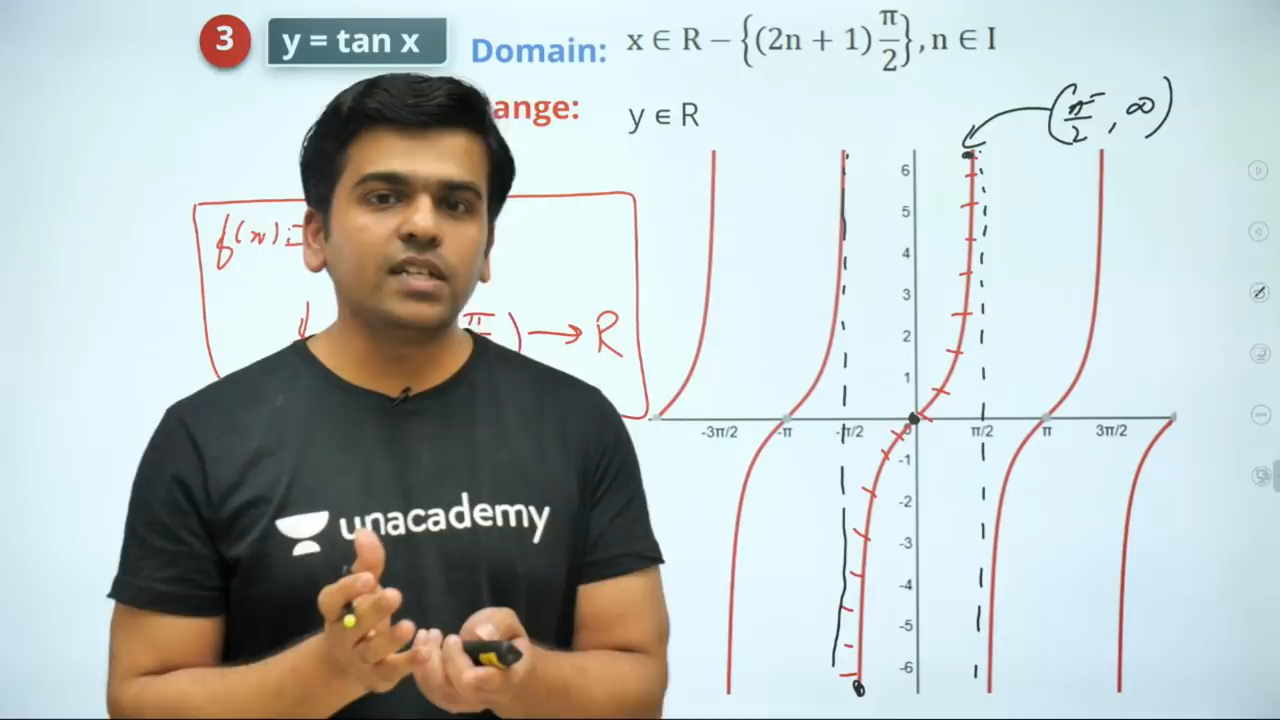 3 y = tan x Domain: x ∈ R − {(2n + 1) π/2}, n ∈ I
ange: y ∈ R
(π/2, ∞)
f(x)=
π
) → R
6
5
4
3
2
1
-3π/2 -π -π/2 0 π/2 π 3π/2
-1
-2
-3
-4
-5
-6
unacademy